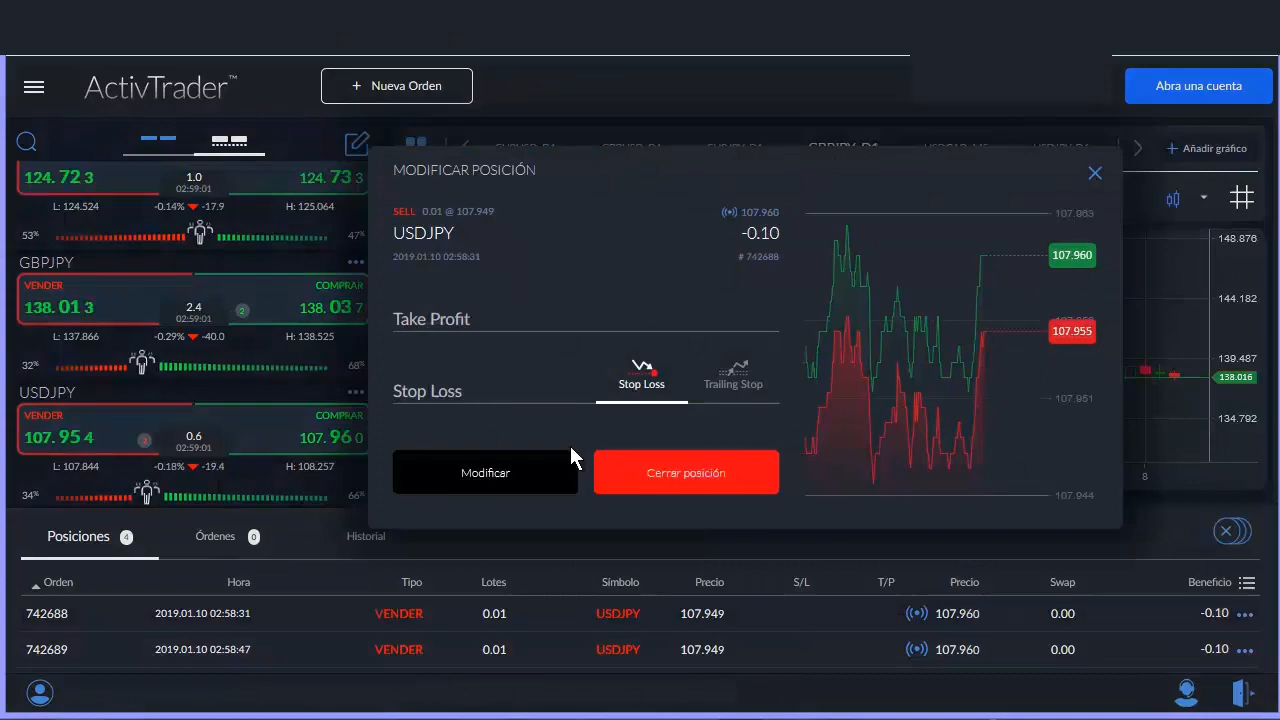 ActivTrader™
+ Nueva Orden
Abra una cuenta
Añadir gráfico
124.72 3
1.0
02:59:01
124.73 3
L: 124.524
-0.14% -17.9
H: 125.064
53%
47%
GBPJPY
VENDER
COMPRAR
138.01 3
2.4
02:59:01
2
138.03 7
L: 137.866
-0.29% -40.0
H: 138.525
32%
68%
USDJPY
VENDER
COMPRAR
107.95 4
3
0.6
02:59:01
107.96 0
L: 107.844
-0.18% -19.4
H: 108.257
34%
66%
MODIFICAR POSICIÓN
SELL 0.01 @ 107.949
107.960
USDJPY
-0.10
2019.01.10 02:58:31
# 742688
Take Profit
Stop Loss
Stop Loss
Trailing Stop
Modificar
Cerrar posición
107.963
107.960
107.955
107.951
107.944
148.876
144.182
139.487
138.016
134.792
8
Posiciones 4
Órdenes 0
Historial
Orden Hora Tipo Lotes Símbolo Precio S/L T/P Precio Swap Beneficio
742688 2019.01.10 02:58:31 VENDER 0.01 USDJPY 107.949 107.960 0.00 -0.10
742689 2019.01.10 02:58:47 VENDER 0.01 USDJPY 107.949 107.960 0.00 -0.10